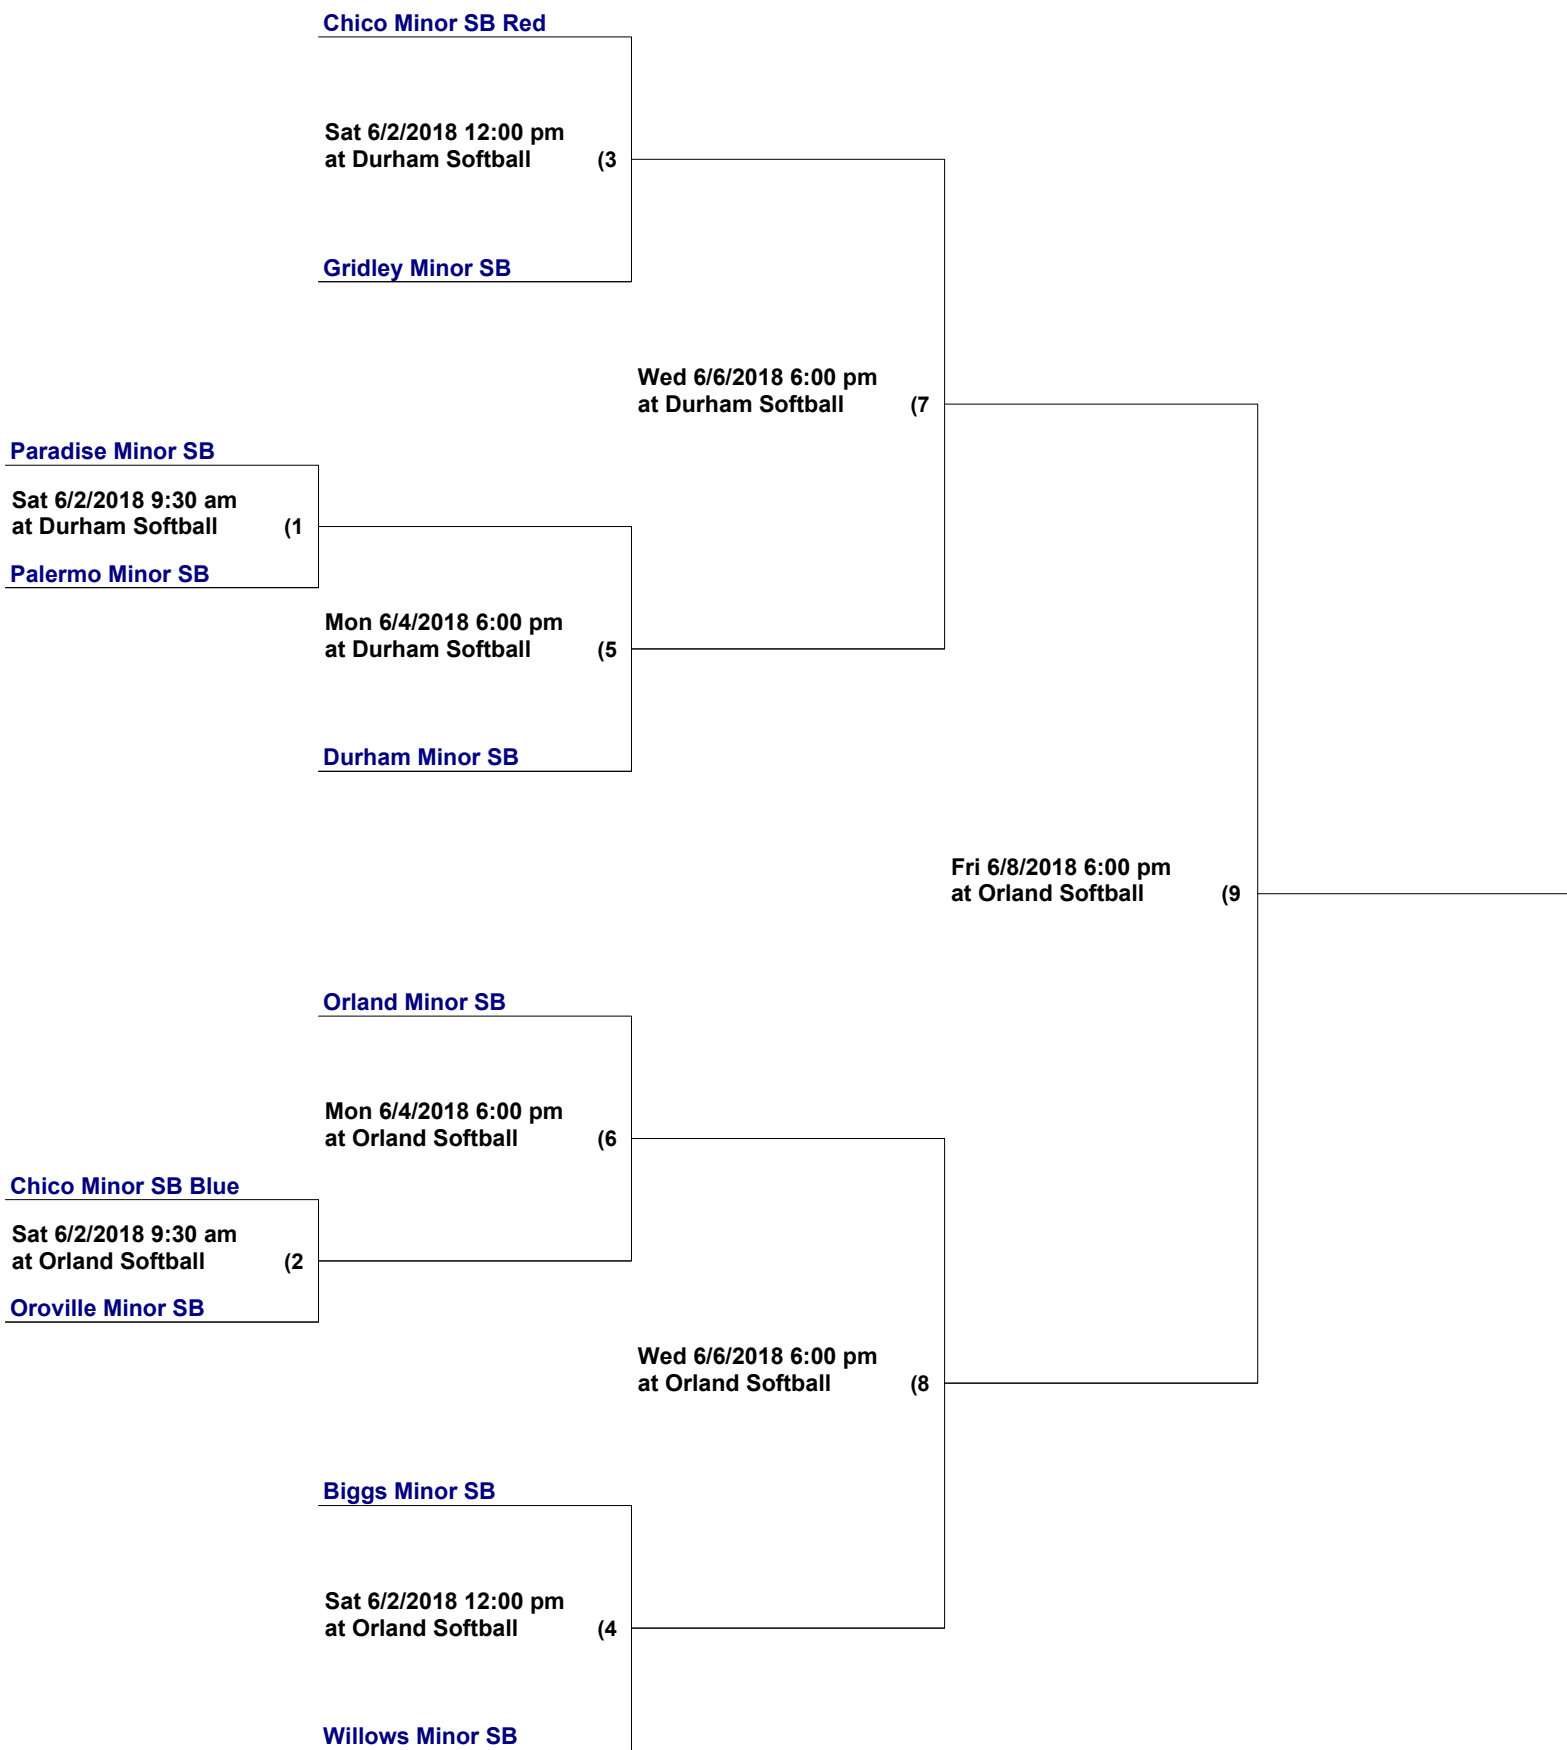 Chico Minor SB Red
Sat 6/2/2018 12:00 pm
at Durham Softball (3
Gridley Minor SB
Wed 6/6/2018 6:00 pm
at Durham Softball (7
Paradise Minor SB
Sat 6/2/2018 9:30 am
at Durham Softball (1
Palermo Minor SB
Mon 6/4/2018 6:00 pm
at Durham Softball (5
Durham Minor SB
Fri 6/8/2018 6:00 pm
at Orland Softball (9
Orland Minor SB
Mon 6/4/2018 6:00 pm
at Orland Softball (6
Chico Minor SB Blue
Sat 6/2/2018 9:30 am
at Orland Softball (2
Oroville Minor SB
Wed 6/6/2018 6:00 pm
at Orland Softball (8
Biggs Minor SB
Sat 6/2/2018 12:00 pm
at Orland Softball (4
Willows Minor SB